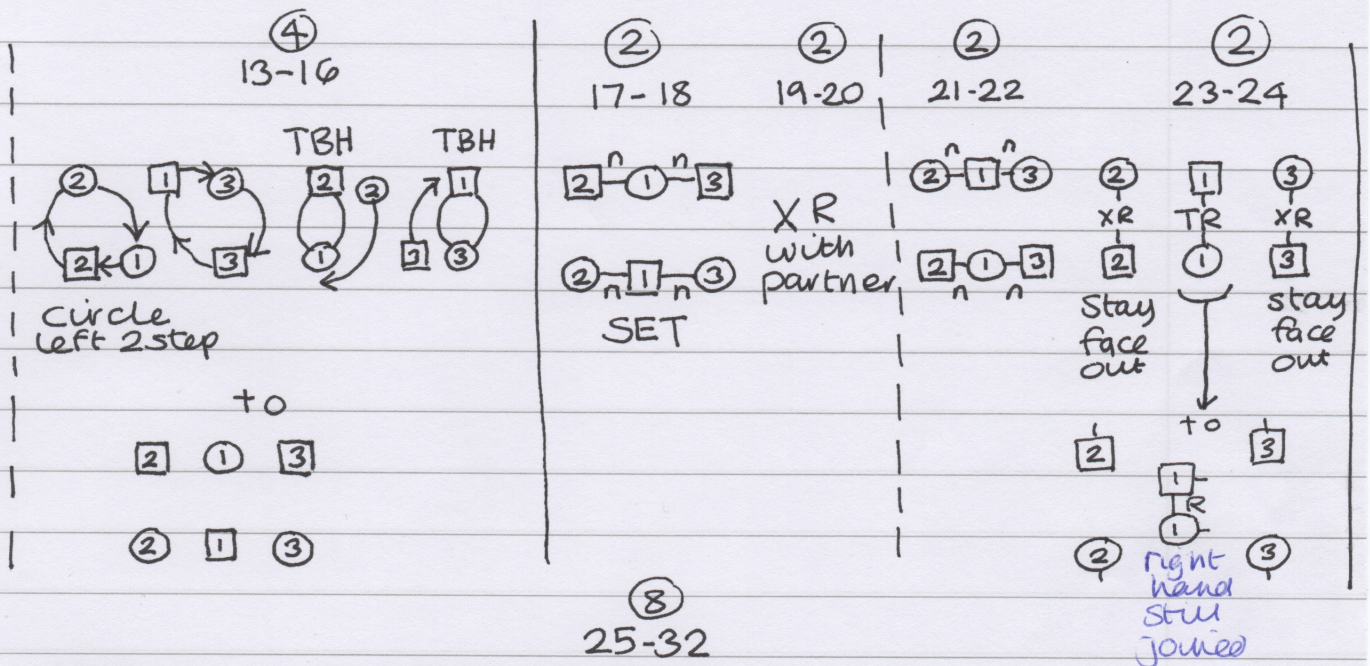 4
13-16
TBH TBH
2 1 3 2 2 1
2 1 3 1 3 3
circle
left 2step
to
2 1 3
2 1 3
2
17-18
n n
2 1 3
2 1 3
n n
SET
2
19-20
XR
with
partner
2
21-22
n n
2 1 3
2 1 3
n n
2
23-24
2 1 3
XR TR XR
2 1 3
Stay
face
out
stay
face
out
to
2 3
1
R
1
2 3
right
hand
still
joined
8
25-32